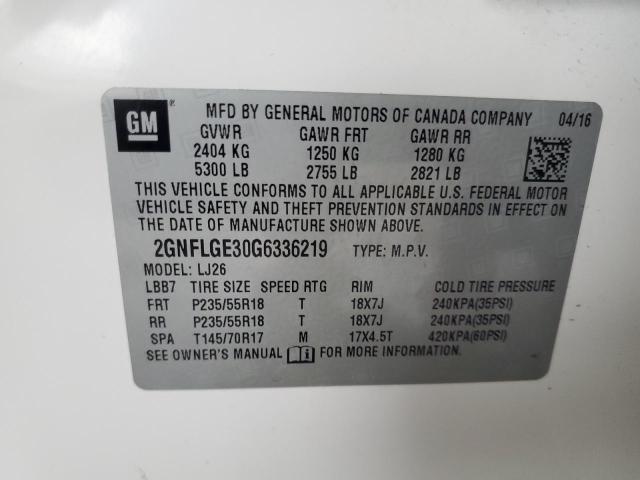 GM ® MFD BY GENERAL MOTORS OF CANADA COMPANY 04/16
GVWR GAWR FRT GAWR RR
2404 KG 1250 KG 1280 KG
5300 LB 2755 LB 2821 LB
THIS VEHICLE CONFORMS TO ALL APPLICABLE U.S. FEDERAL MOTOR
VEHICLE SAFETY AND THEFT PREVENTION STANDARDS IN EFFECT ON
THE DATE OF MANUFACTURE SHOWN ABOVE.
2GNFLGE30G6336219 TYPE: M.P.V.
MODEL: LJ26
LBB7 TIRE SIZE SPEED RTG RIM COLD TIRE PRESSURE
FRT P235/55R18 T 18X7J 240KPA(35PSI)
RR P235/55R18 T 18X7J 240KPA(35PSI)
SPA T145/70R17 M 17X4.5T 420KPA(60PSI)
SEE OWNER'S MANUAL FOR MORE INFORMATION.